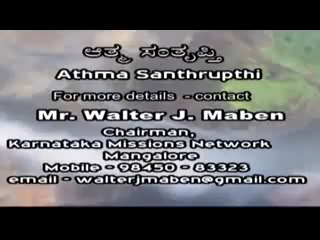 ಆತ್ಮ ಸಂತೃಪ್ತಿ
Athma Santhrupthi
For more details - contact
Mr. Walter J. Maben
Chairman,
Karnataka Missions Network
Mangalore
Mobile - 98450 - 83323
email - walterjmaben@gmail.com